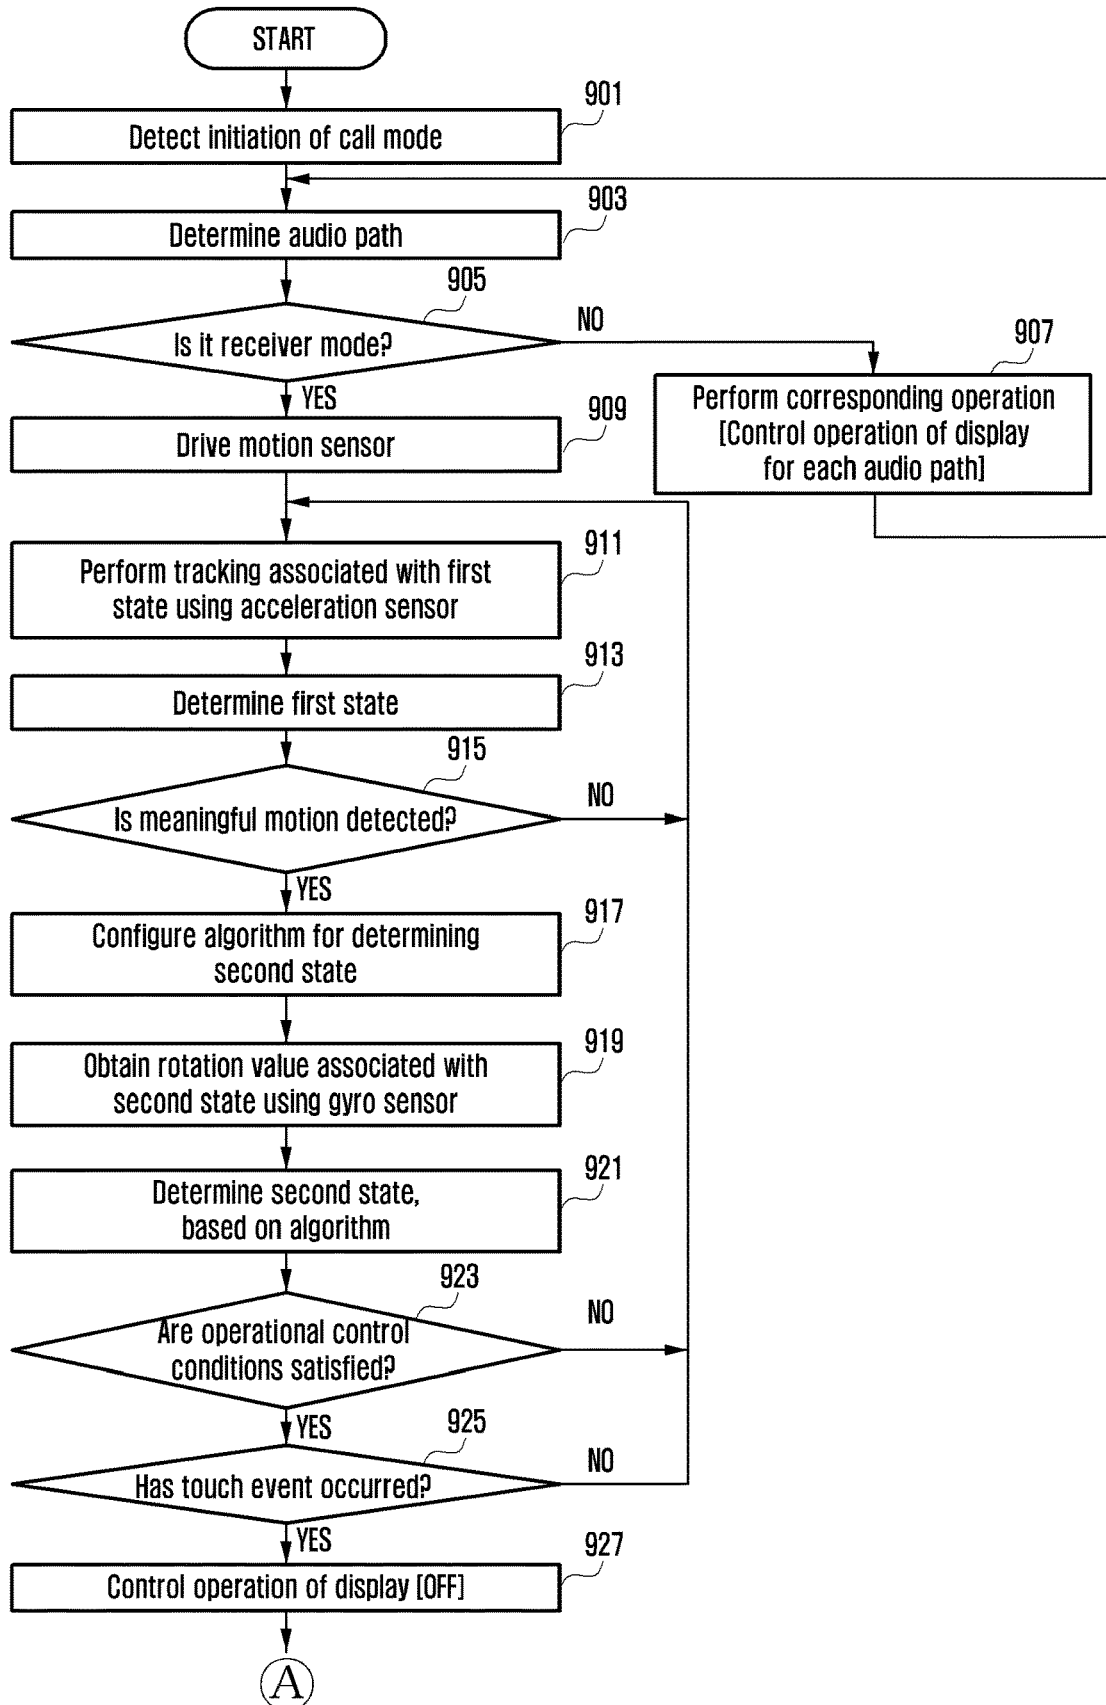 START
901
Detect initiation of call mode
903
Determine audio path
905
Is it receiver mode?
NO
YES
907
Perform corresponding operation
[Control operation of display
for each audio path]
909
Drive motion sensor
911
Perform tracking associated with first
state using acceleration sensor
913
Determine first state
915
Is meaningful motion detected?
NO
YES
917
Configure algorithm for determining
second state
919
Obtain rotation value associated with
second state using gyro sensor
921
Determine second state,
based on algorithm
923
Are operational control
conditions satisfied?
NO
YES
925
Has touch event occurred?
NO
YES
927
Control operation of display [OFF]
A